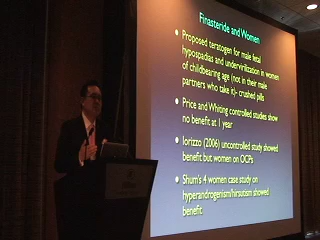 Finasteride and Women
• Proposed teratogen for male fetal
hypospadias and undervirilization in women
of childbearing age (not in their male
partners who take it)- crushed pills
• Price and Whiting controlled studies show
no benefit at 1 year
• Iorizzo (2006) uncontrolled study showed
benefit but women on OCPs
• Shum's 4 women case study on
hyperandrogenism/hirsutism showed
benefit